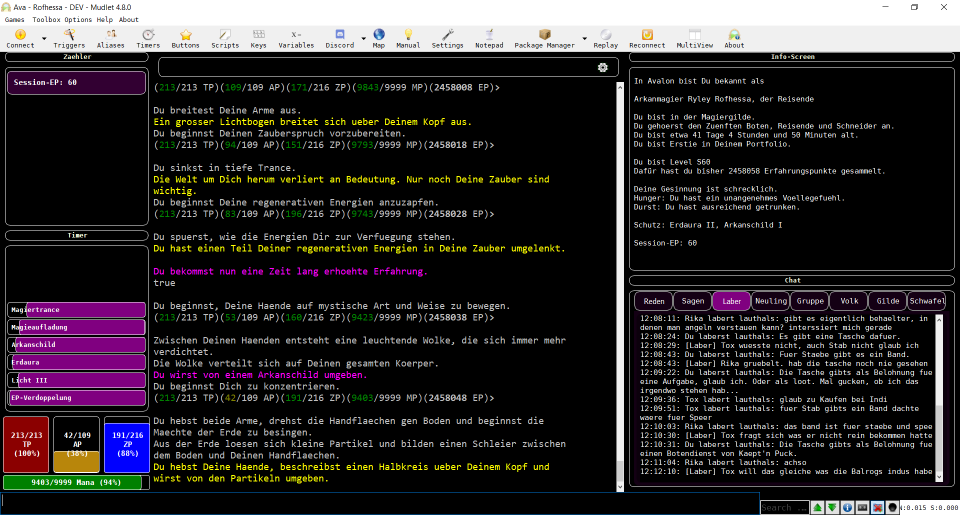 Ava - Rofhessa - DEV - Mudlet 4.8.0
Games Toolbox Options Help About
Connect Triggers Aliases Timers Buttons Scripts Keys Variables Discord Map Manual Settings Notepad Package Manager Replay Reconnect MultiView About
Zaehler
Session-EP: 60
Timer
Magiertrance
Magieaufladung
Arkanschild
Erdaura
Licht III
EP-Verdoppelung
213/213
TP
(100%)
42/109
AP
(38%)
191/216
ZP
(88%)
9403/9999 Mana (94%)
(213/213 TP)(109/109 AP)(171/216 ZP)(9843/9999 MP)(2458008 EP)>
Du breitest Deine Arme aus.
Ein grosser Lichtbogen breitet sich ueber Deinem Kopf aus.
Du beginnst Deinen Zauberspruch vorzubereiten.
(213/213 TP)(94/109 AP)(151/216 ZP)(9793/9999 MP)(2458018 EP)>
Du sinkst in tiefe Trance.
Die Welt um Dich herum verliert an Bedeutung. Nur noch Deine Zauber sind
wichtig.
Du beginnst Deine regenerativen Energien anzuzapfen.
(213/213 TP)(83/109 AP)(196/216 ZP)(9743/9999 MP)(2458028 EP)>
Du spuerst, wie die Energien Dir zur Verfuegung stehen.
Du hast einen Teil Deiner regenerativen Energien in Deine Zauber umgelenkt.
Du bekommst nun eine Zeit lang erhoehte Erfahrung.
true
Du beginnst, Deine Haende auf mystische Art und Weise zu bewegen.
(213/213 TP)(53/109 AP)(160/216 ZP)(9423/9999 MP)(2458038 EP)>
Zwischen Deinen Haenden entsteht eine leuchtende Wolke, die sich immer mehr
verdichtet.
Die Wolke verteilt sich auf Deinen gesamten Koerper.
Du wirst von einem Arkanschild umgeben.
Du beginnst Dich zu konzentrieren.
(213/213 TP)(42/109 AP)(191/216 ZP)(9403/9999 MP)(2458048 EP)>
Du hebst beide Arme, drehst die Handflaechen gen Boden und beginnst die
Maechte der Erde zu besingen.
Aus der Erde loesen sich kleine Partikel und bilden einen Schleier zwischen
dem Boden und Deinen Handflaechen.
Du hebst Deine Haende, beschreibst einen Halbkreis ueber Deinem Kopf und
wirst von den Partikeln umgeben.
Info-Screen
In Avalon bist Du bekannt als
Arkanmagier Ryley Rofhessa, der Reisende
Du bist in der Magiergilde.
Du gehoerst den Zuenften Boten, Reisende und Schneider an.
Du bist etwa 41 Tage 4 Stunden und 50 Minuten alt.
Du bist Erstie in Deinem Portfolio.
Du bist Level S60
Dafür hast du bisher 2458058 Erfahrungspunkte gesammelt.
Deine Gesinnung ist schrecklich.
Hunger: Du hast ein unangenehmes Voellegefuehl.
Durst: Du hast ausreichend getrunken.
Schutz: Erdaura II, Arkanschild I
Session-EP: 60
Chat
Reden Sagen Laber Neuling Gruppe Volk Gilde Schwafel
12:08:11: Rika labert lauthals: gibt es eigentlich behaelter, in
denen man angeln verstauen kann? interssiert mich gerade
12:08:24: Du laberst lauthals: Es gibt eine Tasche dafuer.
12:08:29: [Laber] Tox wuesste nicht, auch Stab nicht glaub ich
12:08:43: Du laberst lauthals: Fuer Staebe gibt es ein Band.
12:08:43: [Laber] Rika gruebelt. hab die tasche noch nie gesehen
12:09:22: Du laberst lauthals: Die Tasche gibts als Belohnung fue
eine Aufgabe, glaub ich. Oder als loot. Mal gucken, ob ich das
irgendwo stehen hab...
12:09:36: Tox labert lauthals: glaub zu Kaufen bei Indi
12:09:51: Tox labert lauthals: fuer Stab gibts ein Band dachte
waere fuer Speer
12:10:03: Rika labert lauthals: das band ist fuer staebe und spee
12:10:30: [Laber] Tox fragt sich was er nicht rein bekommen hatte
12:10:31: Du laberst lauthals: Die Tasche gibts als Belohnung fue
einen Botendienst von Kaept'n Puck.
12:11:04: Rika labert lauthals: achso
12:12:10: [Laber] Tox will das gleiche was die Balrogs indus habe
Search ...
N:0.015 S:0.000